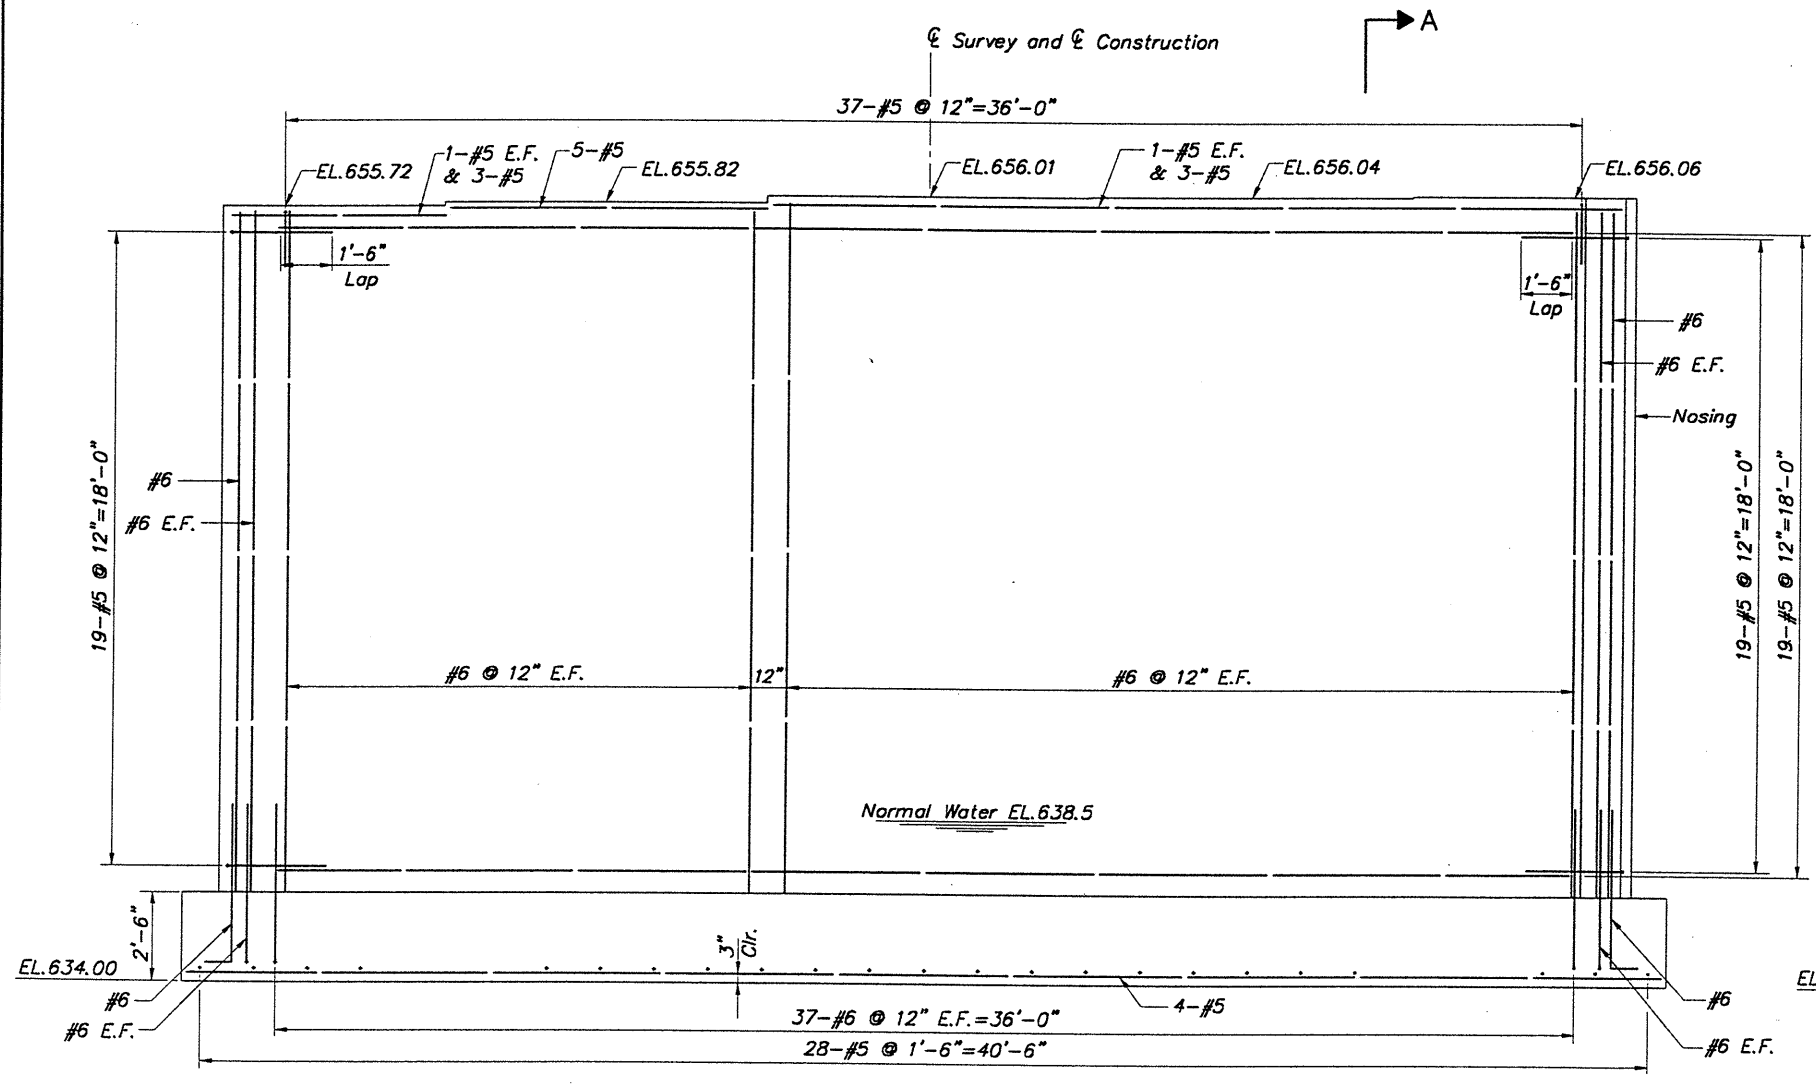 A
℄ Survey and ℄ Construction
37-#5 @ 12"=36'-0"
EL.655.72
1-#5 E.F.
& 3-#5
5-#5
EL.655.82
EL.656.01
1-#5 E.F.
& 3-#5
EL.656.04
EL.656.06
1'-6"
Lap
1'-6"
Lap
#6
#6 E.F.
Nosing
19-#5 @ 12"=18'-0"
#6
#6 E.F.
19-#5 @ 12"=18'-0"
19-#5 @ 12"=18'-0"
#6 @ 12" E.F.
12"
#6 @ 12" E.F.
Normal Water EL.638.5
2'-6"
3"
Clr.
EL.634.00
EL
#6
#6 E.F.
4-#5
#6
#6 E.F.
37-#6 @ 12" E.F.=36'-0"
28-#5 @ 1'-6"=40'-6"